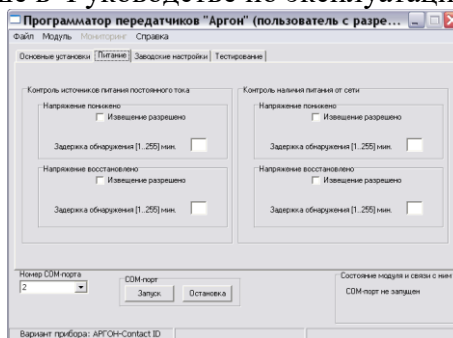 Руководстве по эксплуатаци
Программатор передатчиков "Аргон" (пользователь с разре...
Файл Модуль Мониторинг Справка
Основные установки Питание Заводские настройки Тестирование
Контроль источников питания постоянного тока
Контроль наличия питания от сети
Напряжение понижено
Напряжение понижено
Извещение разрешено
Извещение разрешено
Задержка обнаружения [1..255] мин.
Задержка обнаружения [1..255] мин.
Напряжение восстановлено
Напряжение восстановлено
Извещение разрешено
Извещение разрешено
Задержка обнаружения [1..255] мин.
Задержка обнаружения [1..255] мин.
Номер COM-порта
COM-порт
Состояние модуля и связи с ним
2
Запуск
Остановка
COM-порт не запущен
Вариант прибора: АРГОН-Contact ID